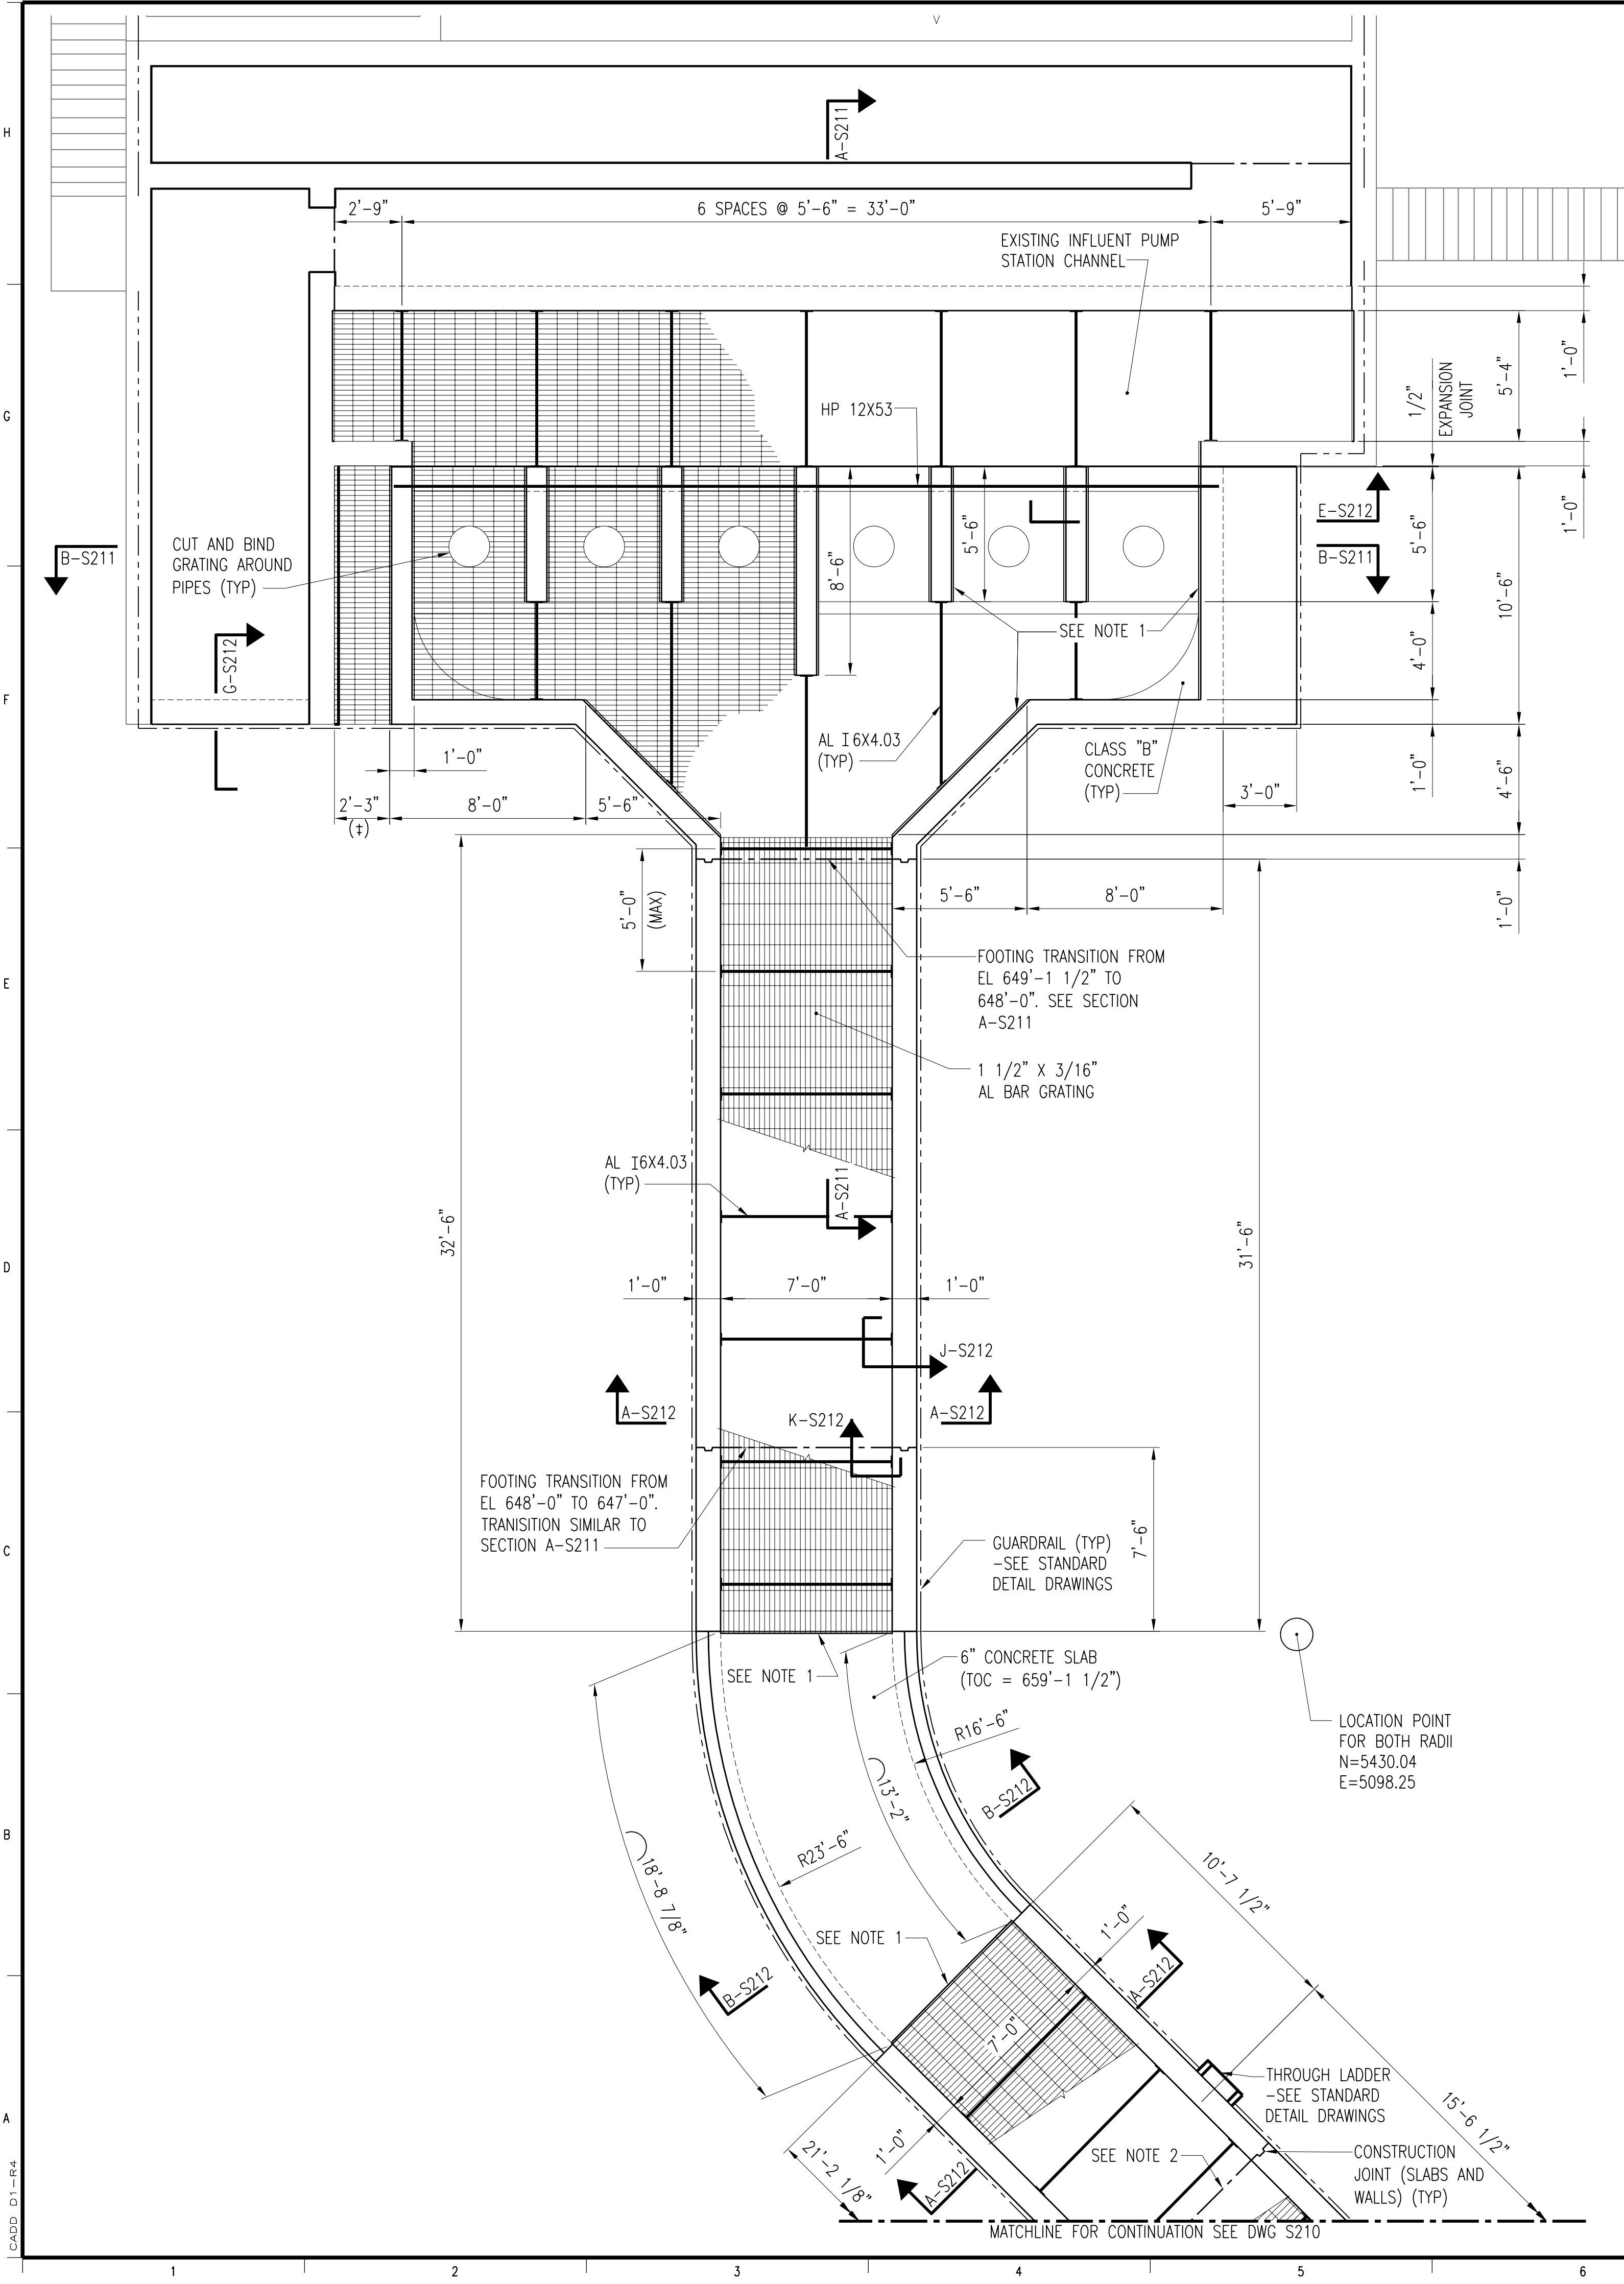 V
H
A-S211
2'-9"
6 SPACES @ 5'-6" = 33'-0"
5'-9"
EXISTING INFLUENT PUMP
STATION CHANNEL
G
HP 12X53
1/2"
EXPANSION
JOINT
5'-4"
1'-0"
E-S212
B-S211
B-S211
CUT AND BIND
GRATING AROUND
PIPES (TYP)
5'-6"
8'-6"
5'-6"
10'-6"
1'-0"
SEE NOTE 1
4'-0"
G-S212
F
AL I 6X4.03
(TYP)
CLASS "B"
CONCRETE
(TYP)
1'-0"
2'-3"
(‡)
8'-0"
5'-6"
3'-0"
1'-0"
4'-6"
5'-0"
(MAX)
5'-6"
8'-0"
1'-0"
FOOTING TRANSITION FROM
EL 649'-1 1/2" TO
648'-0". SEE SECTION
A-S211
E
1 1/2" X 3/16"
AL BAR GRATING
AL I6X4.03
(TYP)
A-S211
32'-6"
31'-6"
D
1'-0"
7'-0"
1'-0"
J-S212
A-S212
K-S212
A-S212
FOOTING TRANSITION FROM
EL 648'-0" TO 647'-0".
TRANISITION SIMILAR TO
SECTION A-S211
C
GUARDRAIL (TYP)
-SEE STANDARD
DETAIL DRAWINGS
7'-6"
SEE NOTE 1
6" CONCRETE SLAB
(TOC = 659'-1 1/2")
LOCATION POINT
FOR BOTH RADII
N=5430.04
E=5098.25
R16'-6"
13'-2"
B-S212
B
R23'-6"
18'-8 7/8"
10'-7 1/2"
SEE NOTE 1
1'-0"
B-S212
A-S212
7'-0"
THROUGH LADDER
-SEE STANDARD
DETAIL DRAWINGS
A
15'-6 1/2"
1'-0"
21'-2 1/8"
A-S212
SEE NOTE 2
CONSTRUCTION
JOINT (SLABS AND
WALLS) (TYP)
MATCHLINE FOR CONTINUATION SEE DWG S210
CADD D1-R4
1 2 3 4 5 6